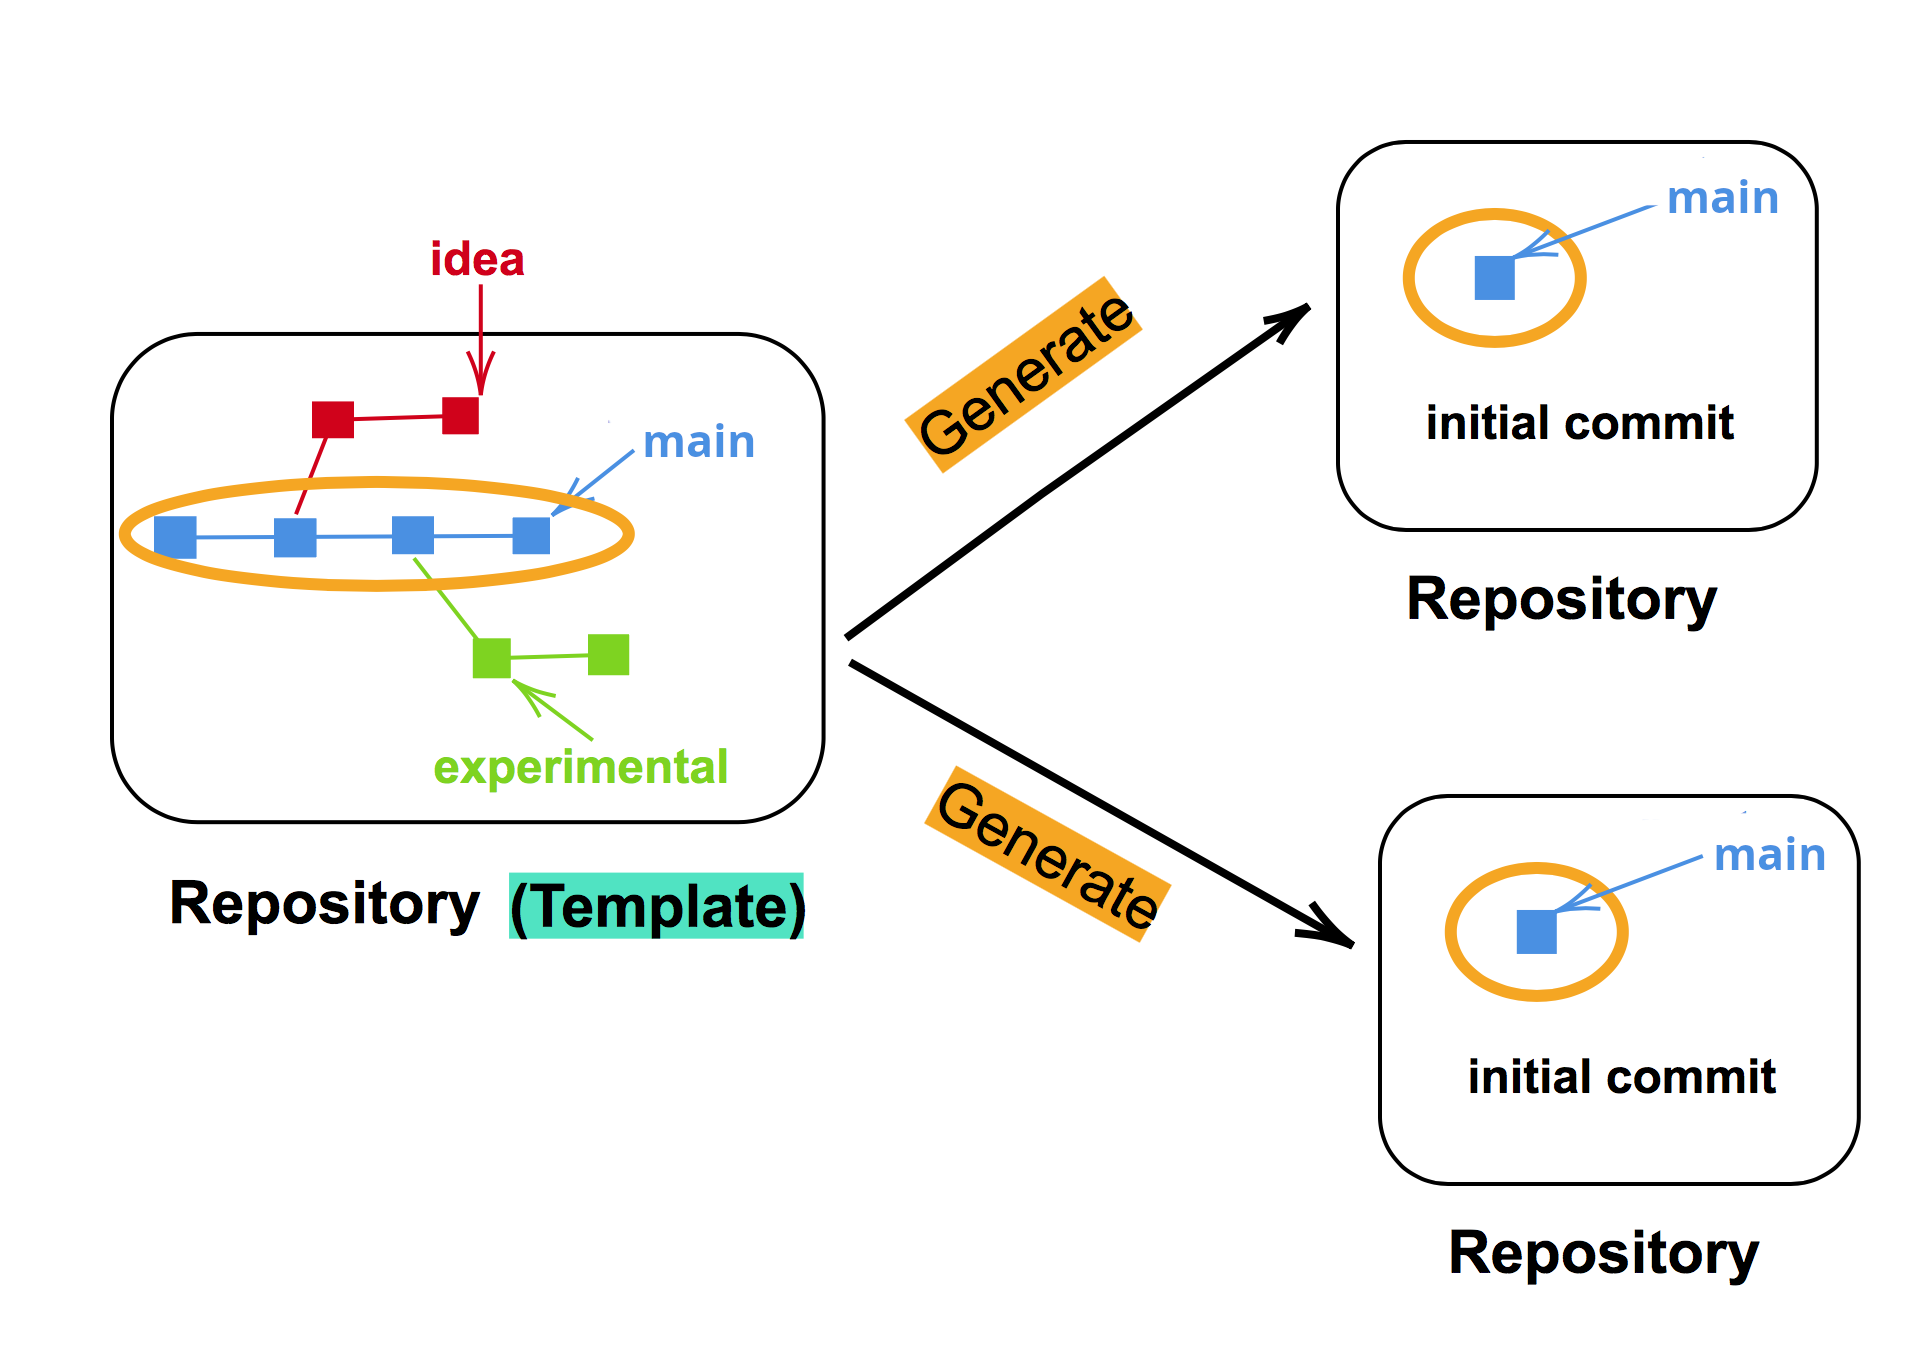 idea
main
experimental
Repository (Template)
Generate
Generate
main
initial commit
Repository
main
initial commit
Repository